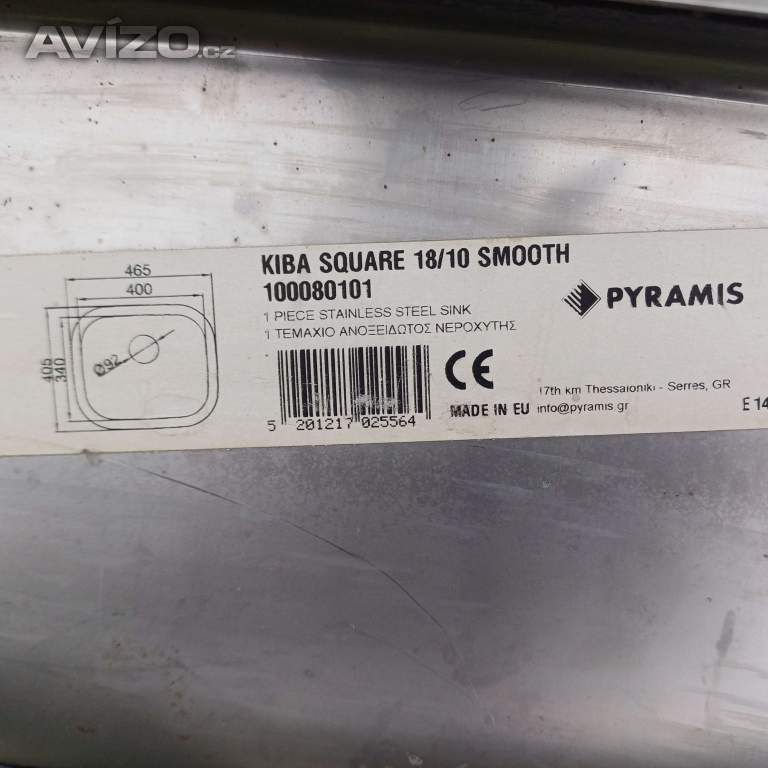 AVÍZO.cz
KIBA SQUARE 18/10 SMOOTH
100080101
1 PIECE STAINLESS STEEL SINK
1 ΤΕΜΑΧΙΟ ΑΝΟΞΕΙΔΩΤΟΣ ΝΕΡΟΧΥΤΗΣ
PYRAMIS
465
400
405
340
Ø92
5 201217 025564
CE
MADE IN EU
17th km Thessaloniki - Serres, GR
info@pyramis.gr
E 14